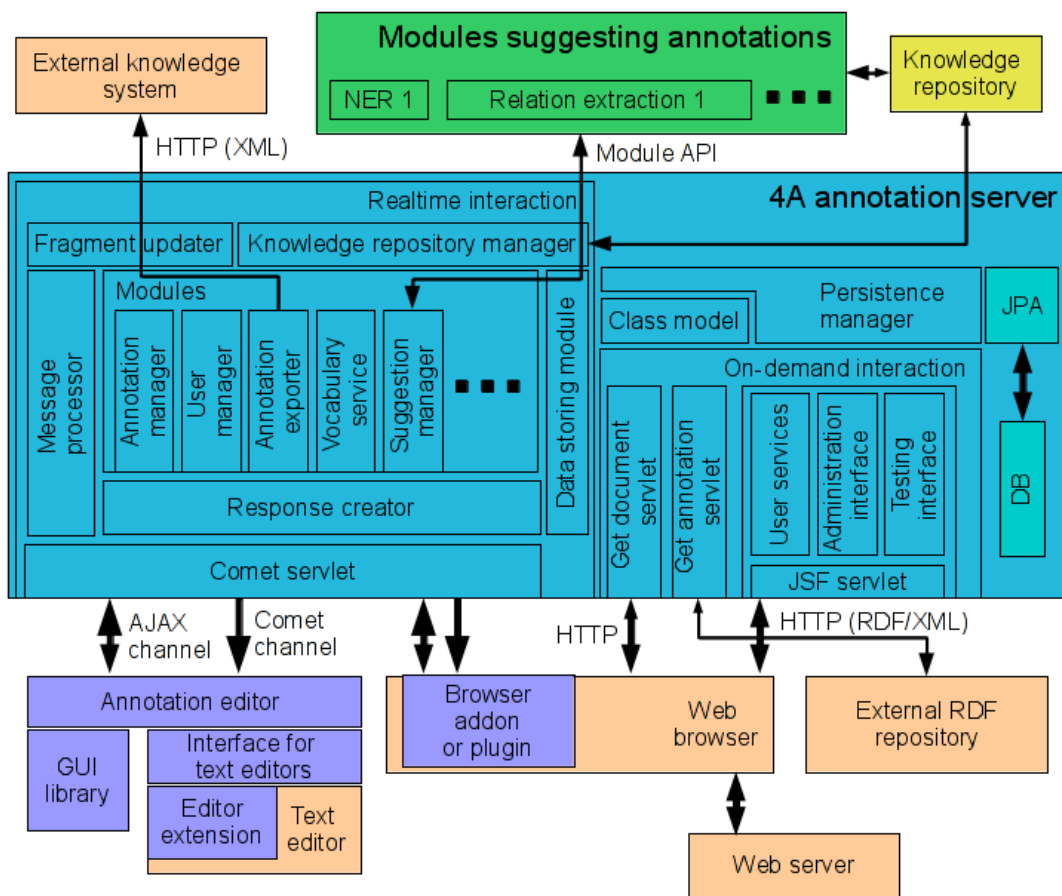 External knowledge
system
Modules suggesting annotations
NER 1
Relation extraction 1
Knowledge
repository
HTTP (XML)
Module API
4A annotation server
Realtime interaction
Fragment updater
Knowledge repository manager
Message
processor
Modules
Annotation
manager
User
manager
Annotation
exporter
Vocabulary
service
Suggestion
manager
Data storing module
Response creator
Comet servlet
Class model
Persistence
manager
JPA
DB
On-demand interaction
Get document
servlet
Get annotation
servlet
User services
Administration
interface
Testing
interface
JSF servlet
AJAX
channel
Comet
channel
HTTP
HTTP (RDF/XML)
Annotation editor
GUI
library
Interface for
text editors
Editor
extension
Text
editor
Browser
addon
or plugin
Web
browser
External RDF
repository
Web server